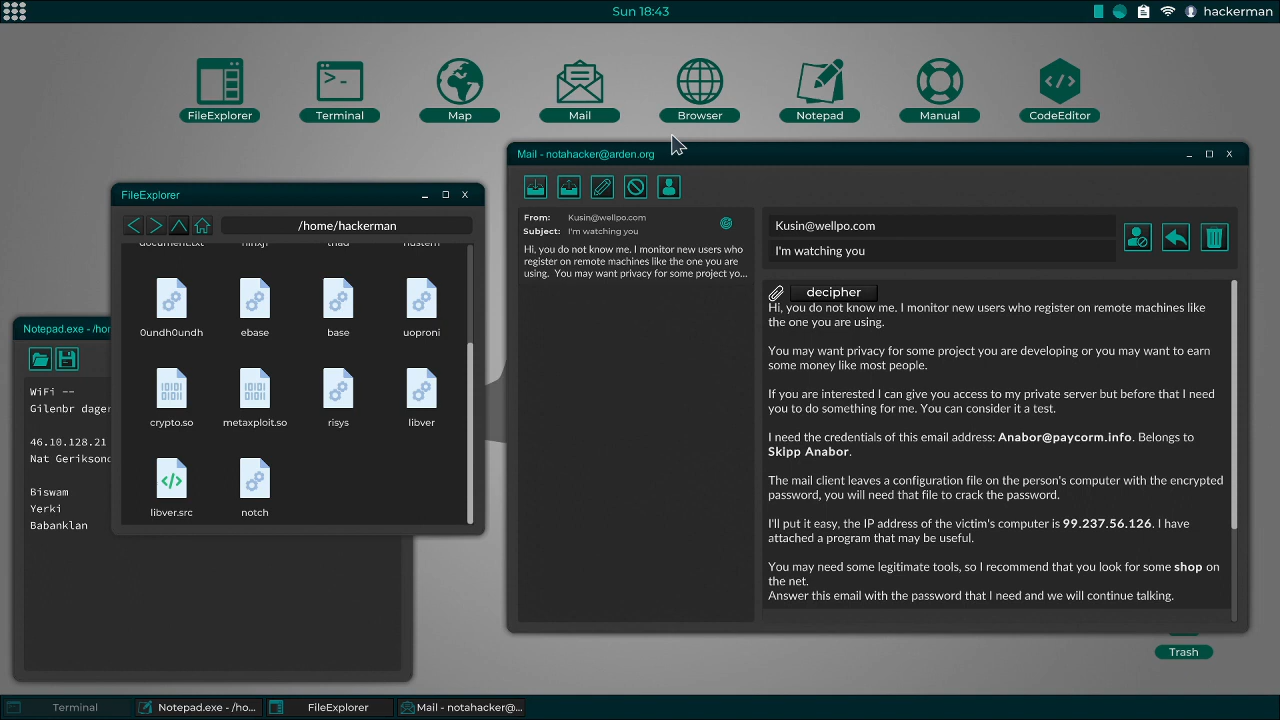 Sun 18:43
hackerman
FileExplorer
Terminal
Map
Mail
Browser
Notepad
Manual
CodeEditor
Mail - notahacker@arden.org
From: Kusin@wellpo.com
Subject: I'm watching you
Hi, you do not know me. I monitor new users who
register on remote machines like the one you are
using. You may want privacy for some project yo...
Kusin@wellpo.com
I'm watching you
decipher
Hi, you do not know me. I monitor new users who register on remote machines like
the one you are using.
You may want privacy for some project you are developing or you may want to earn
some money like most people.
If you are interested I can give you access to my private server but before that I need
you to do something for me. You can consider it a test.
I need the credentials of this email address: Anabor@paycorm.info. Belongs to
Skipp Anabor.
The mail client leaves a configuration file on the person's computer with the encrypted
password, you will need that file to crack the password.
I'll put it easy, the IP address of the victim's computer is 99.237.56.126. I have
attached a program that may be useful.
You may need some legitimate tools, so I recommend that you look for some shop on
the net.
Answer this email with the password that I need and we will continue talking.
FileExplorer
/home/hackerman
0undh0undh
ebase
base
uoproni
crypto.so
metaxploit.so
risys
libver
libver.src
notch
Notepad.exe - /hor
WiFi --
Gilenbr dager
46.10.128.21
Nat Geriksono
Biswam
Yerki
Babanklan
Trash
Terminal
Notepad.exe - /ho...
FileExplorer
Mail - notahacker@...